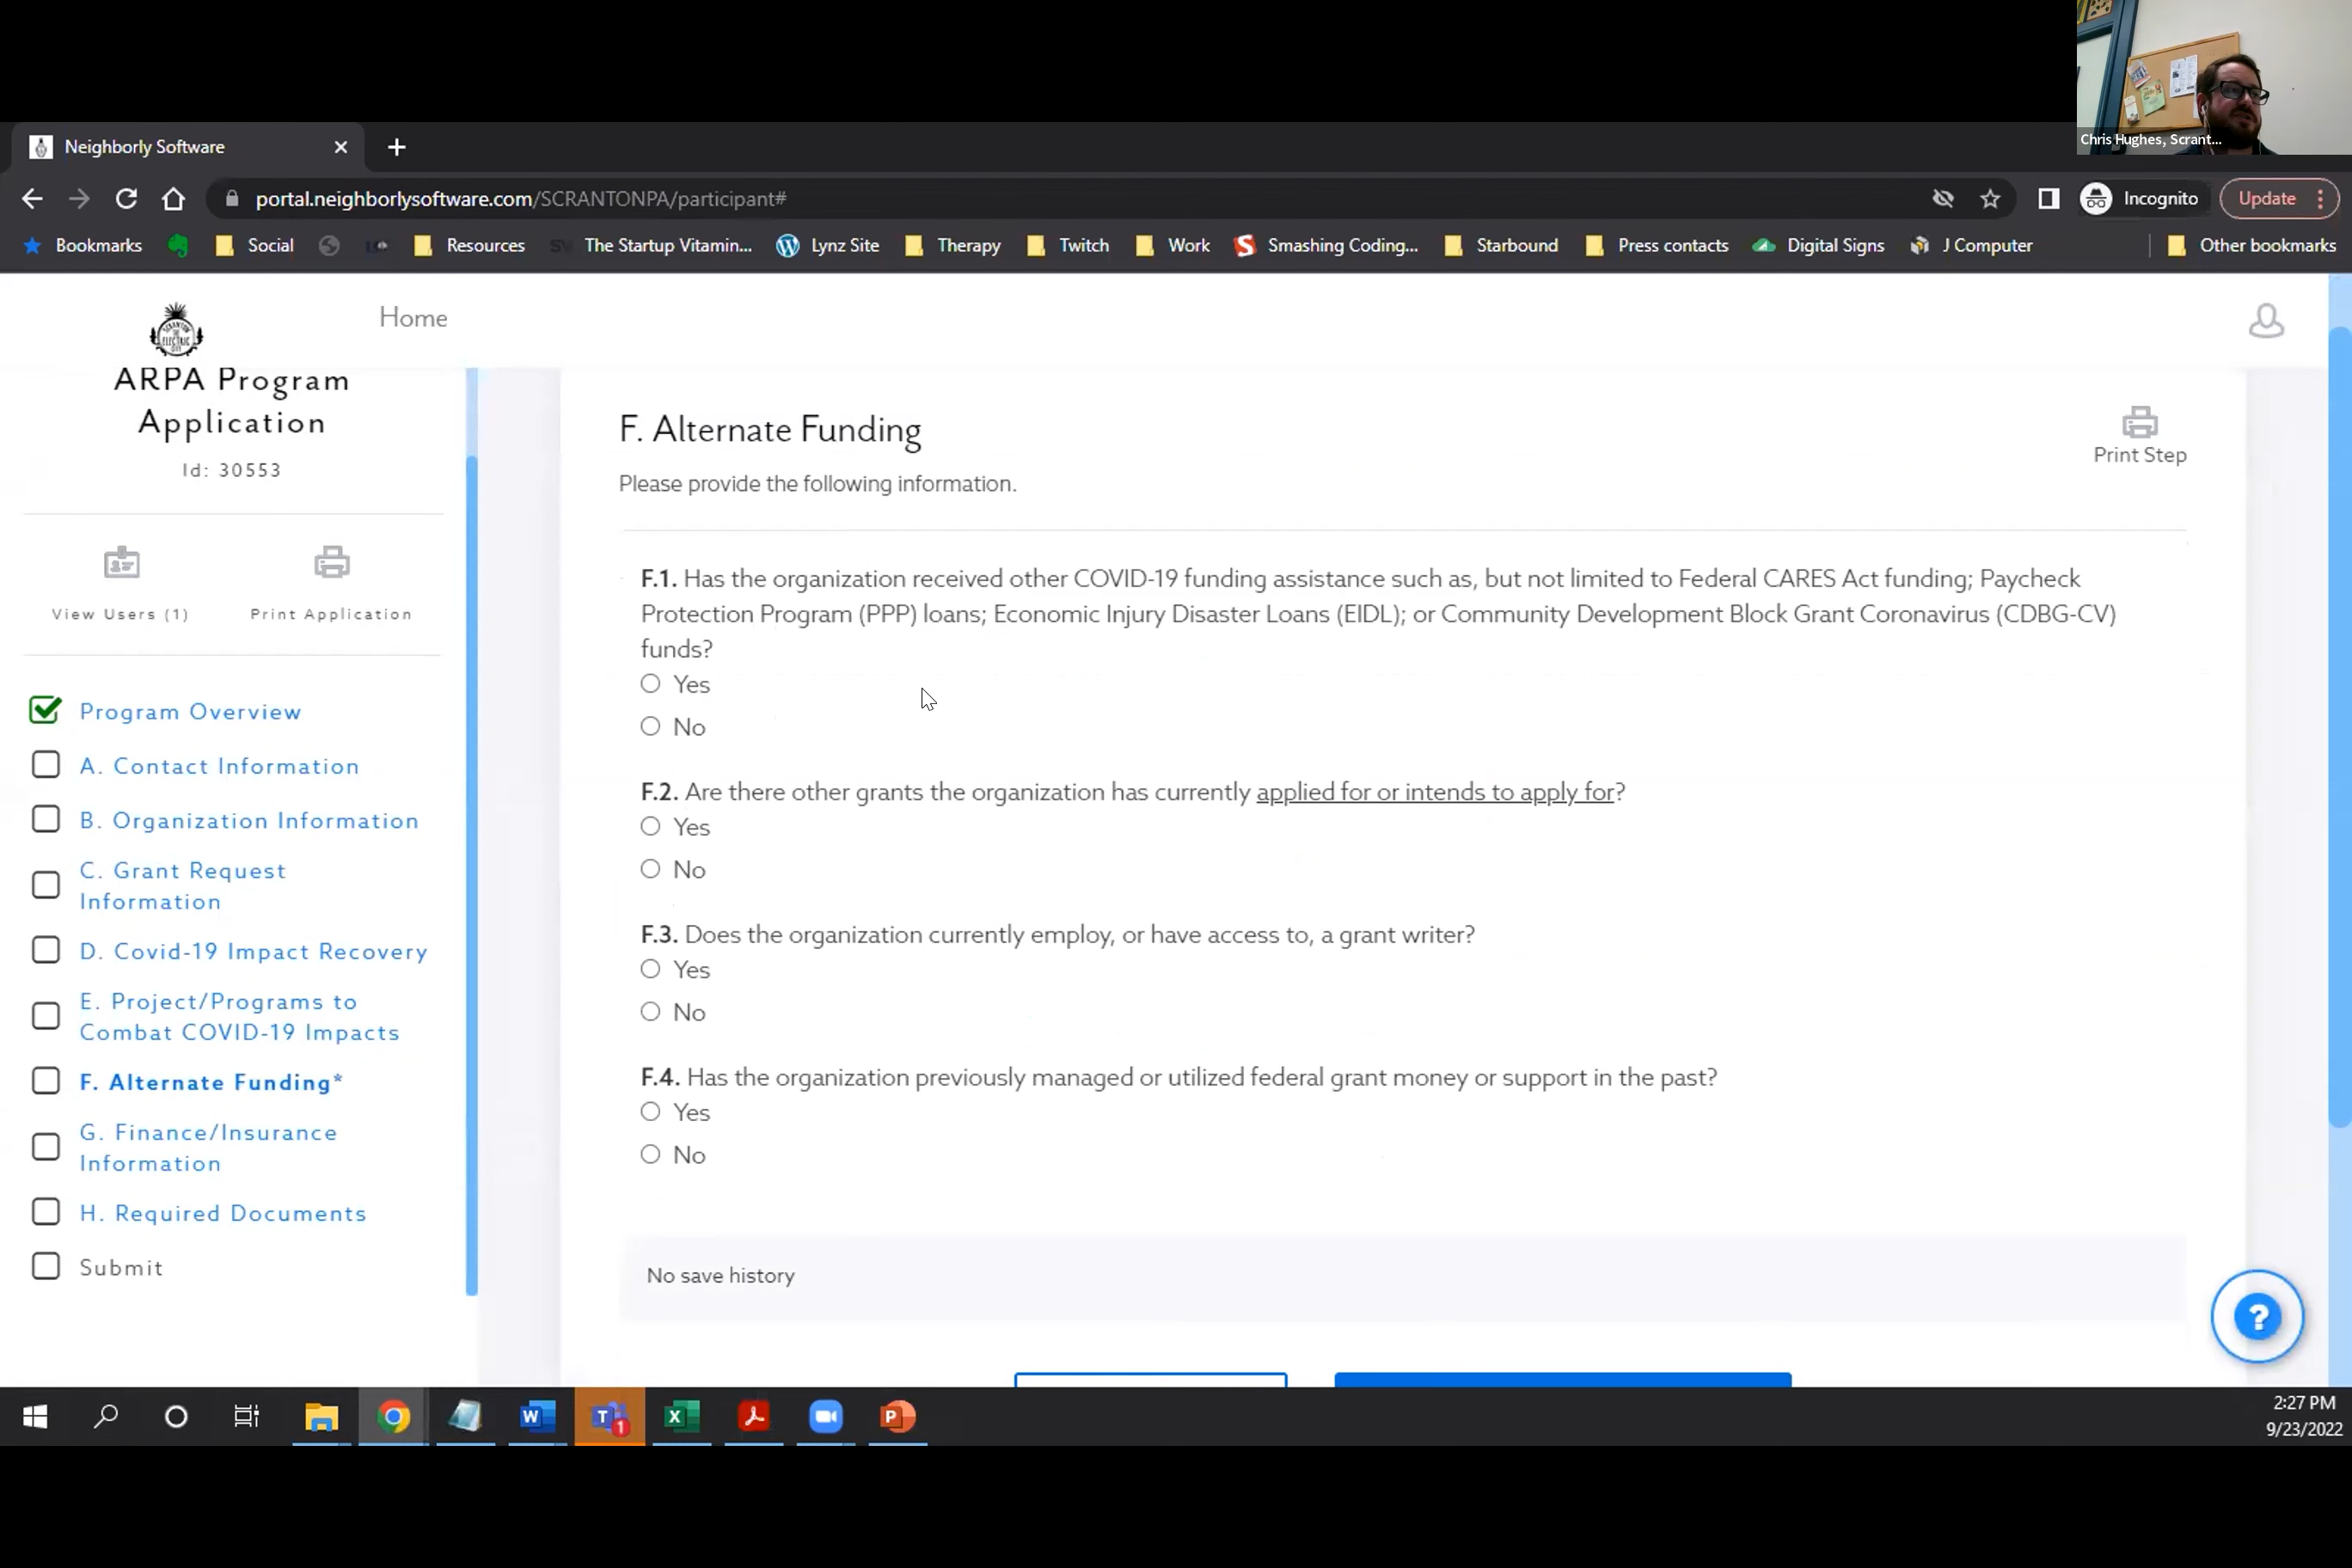 Chris Hughes, Scrant...
Neighborly Software
portal.neighborlysoftware.com/SCRANTONPA/participant#
Incognito
Update
Bookmarks
Social
Resources
The Startup Vitamin...
Lynz Site
Therapy
Twitch
Work
Smashing Coding...
Starbound
Press contacts
Digital Signs
J Computer
Other bookmarks
SCRANTON
THE
ELECTRIC
CITY
Home
ARPA Program
Application
Id: 30553
View Users (1)
Print Application
Program Overview
A. Contact Information
B. Organization Information
C. Grant Request
Information
D. Covid-19 Impact Recovery
E. Project/Programs to
Combat COVID-19 Impacts
F. Alternate Funding*
G. Finance/Insurance
Information
H. Required Documents
Submit
F. Alternate Funding
Print Step
Please provide the following information.
F.1. Has the organization received other COVID-19 funding assistance such as, but not limited to Federal CARES Act funding; Paycheck
Protection Program (PPP) loans; Economic Injury Disaster Loans (EIDL); or Community Development Block Grant Coronavirus (CDBG-CV)
funds?
Yes
No
F.2. Are there other grants the organization has currently applied for or intends to apply for?
Yes
No
F.3. Does the organization currently employ, or have access to, a grant writer?
Yes
No
F.4. Has the organization previously managed or utilized federal grant money or support in the past?
Yes
No
No save history
?
1
2:27 PM
9/23/2022